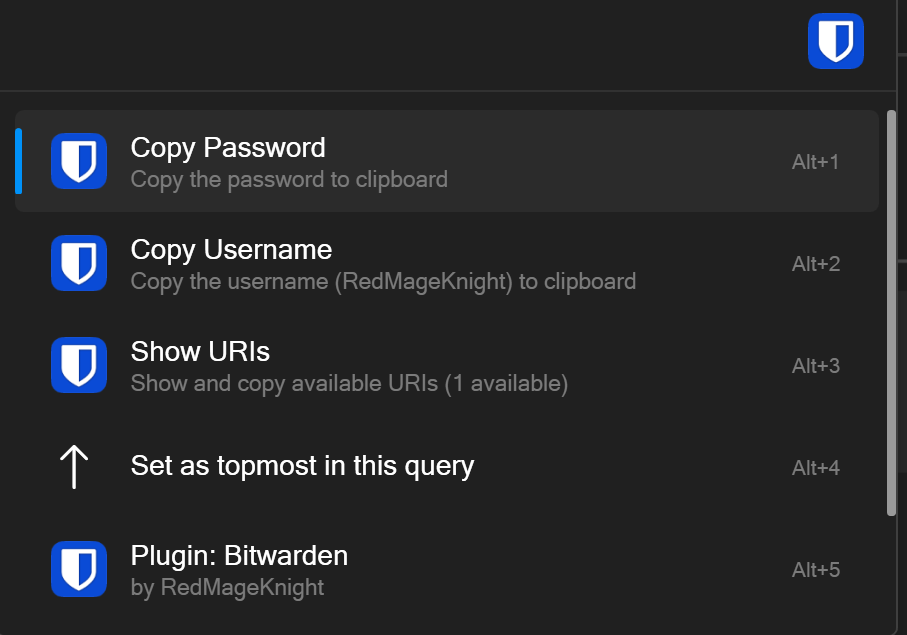 Copy Password
Alt+1
Copy the password to clipboard
Copy Username
Alt+2
Copy the username (RedMageKnight) to clipboard
Show URIs
Alt+3
Show and copy available URIs (1 available)
Set as topmost in this query
Alt+4
Plugin: Bitwarden
Alt+5
by RedMageKnight